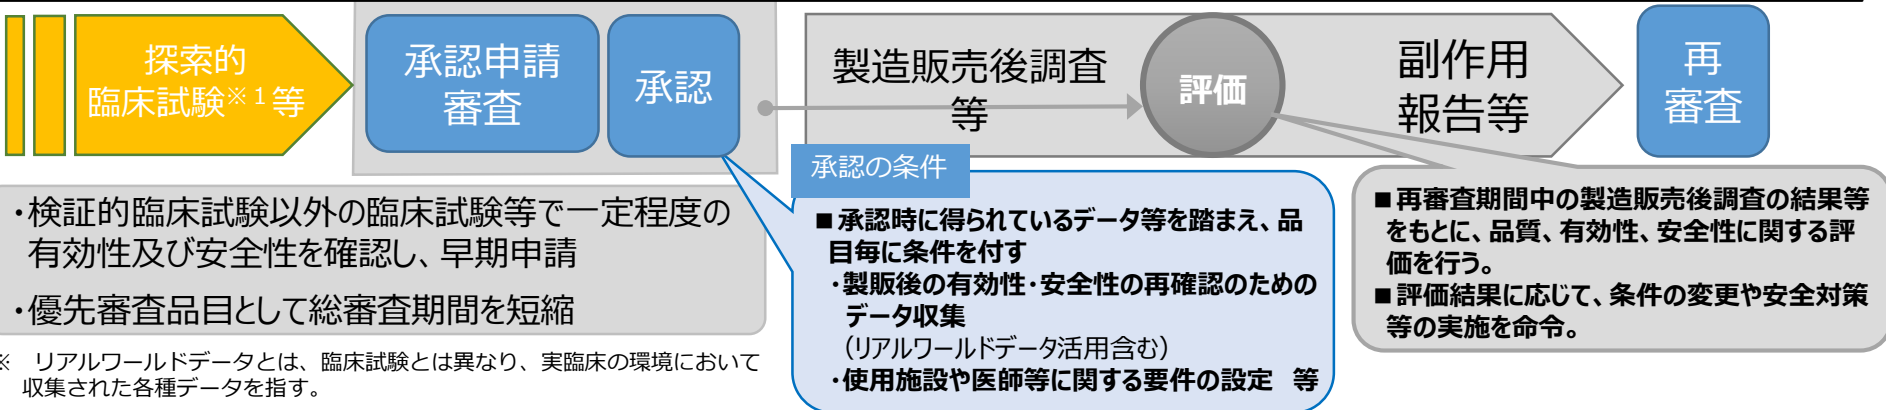 探索的
臨床試験※１等
承認申請
審査
承認
製造販売後調査
等
評価
副作用
報告等
再
審査
・検証的臨床試験以外の臨床試験等で一定程度の
有効性及び安全性を確認し、早期申請
・優先審査品目として総審査期間を短縮
※　リアルワールドデータとは、臨床試験とは異なり、実臨床の環境において
収集された各種データを指す。
承認の条件
■承認時に得られているデータ等を踏まえ、品
目毎に条件を付す
・製販後の有効性・安全性の再確認のための
データ収集
（リアルワールドデータ活用含む）
・使用施設や医師等に関する要件の設定　等
■再審査期間中の製造販売後調査の結果等
をもとに、品質、有効性、安全性に関する評
価を行う。
■評価結果に応じて、条件の変更や安全対策
等の実施を命令。